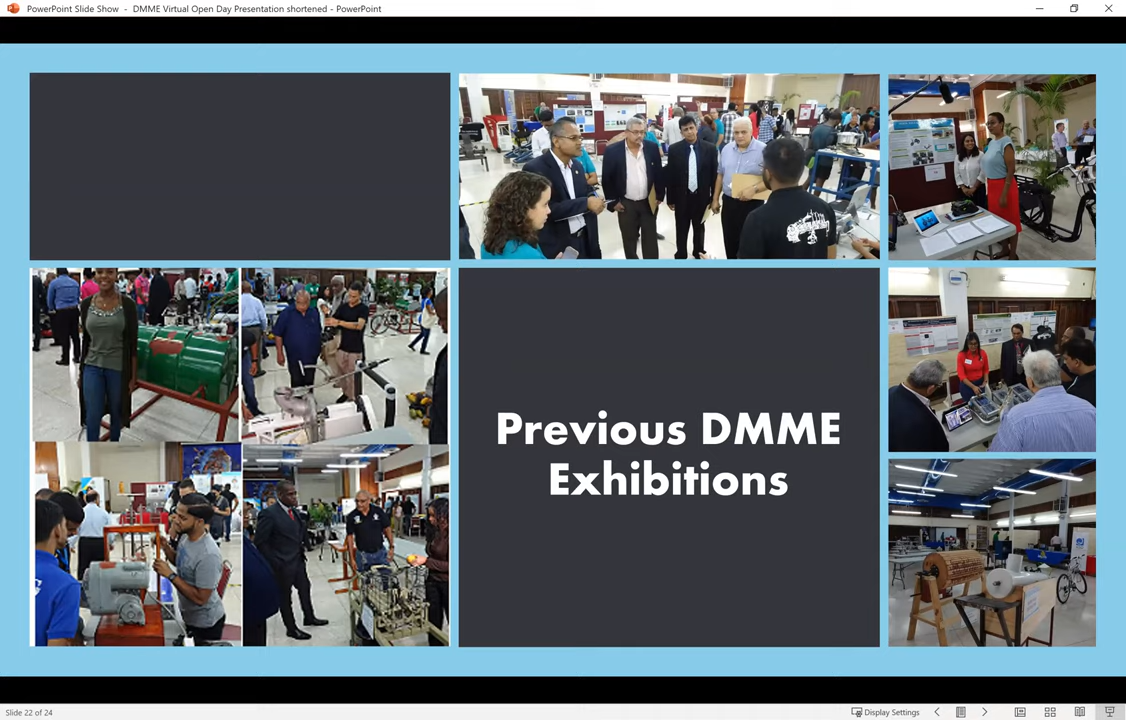 PowerPoint Slide Show - DMME Virtual Open Day Presentation shortened - PowerPoint
Previous DMME
Exhibitions
Slide 22 of 24
Display Settings